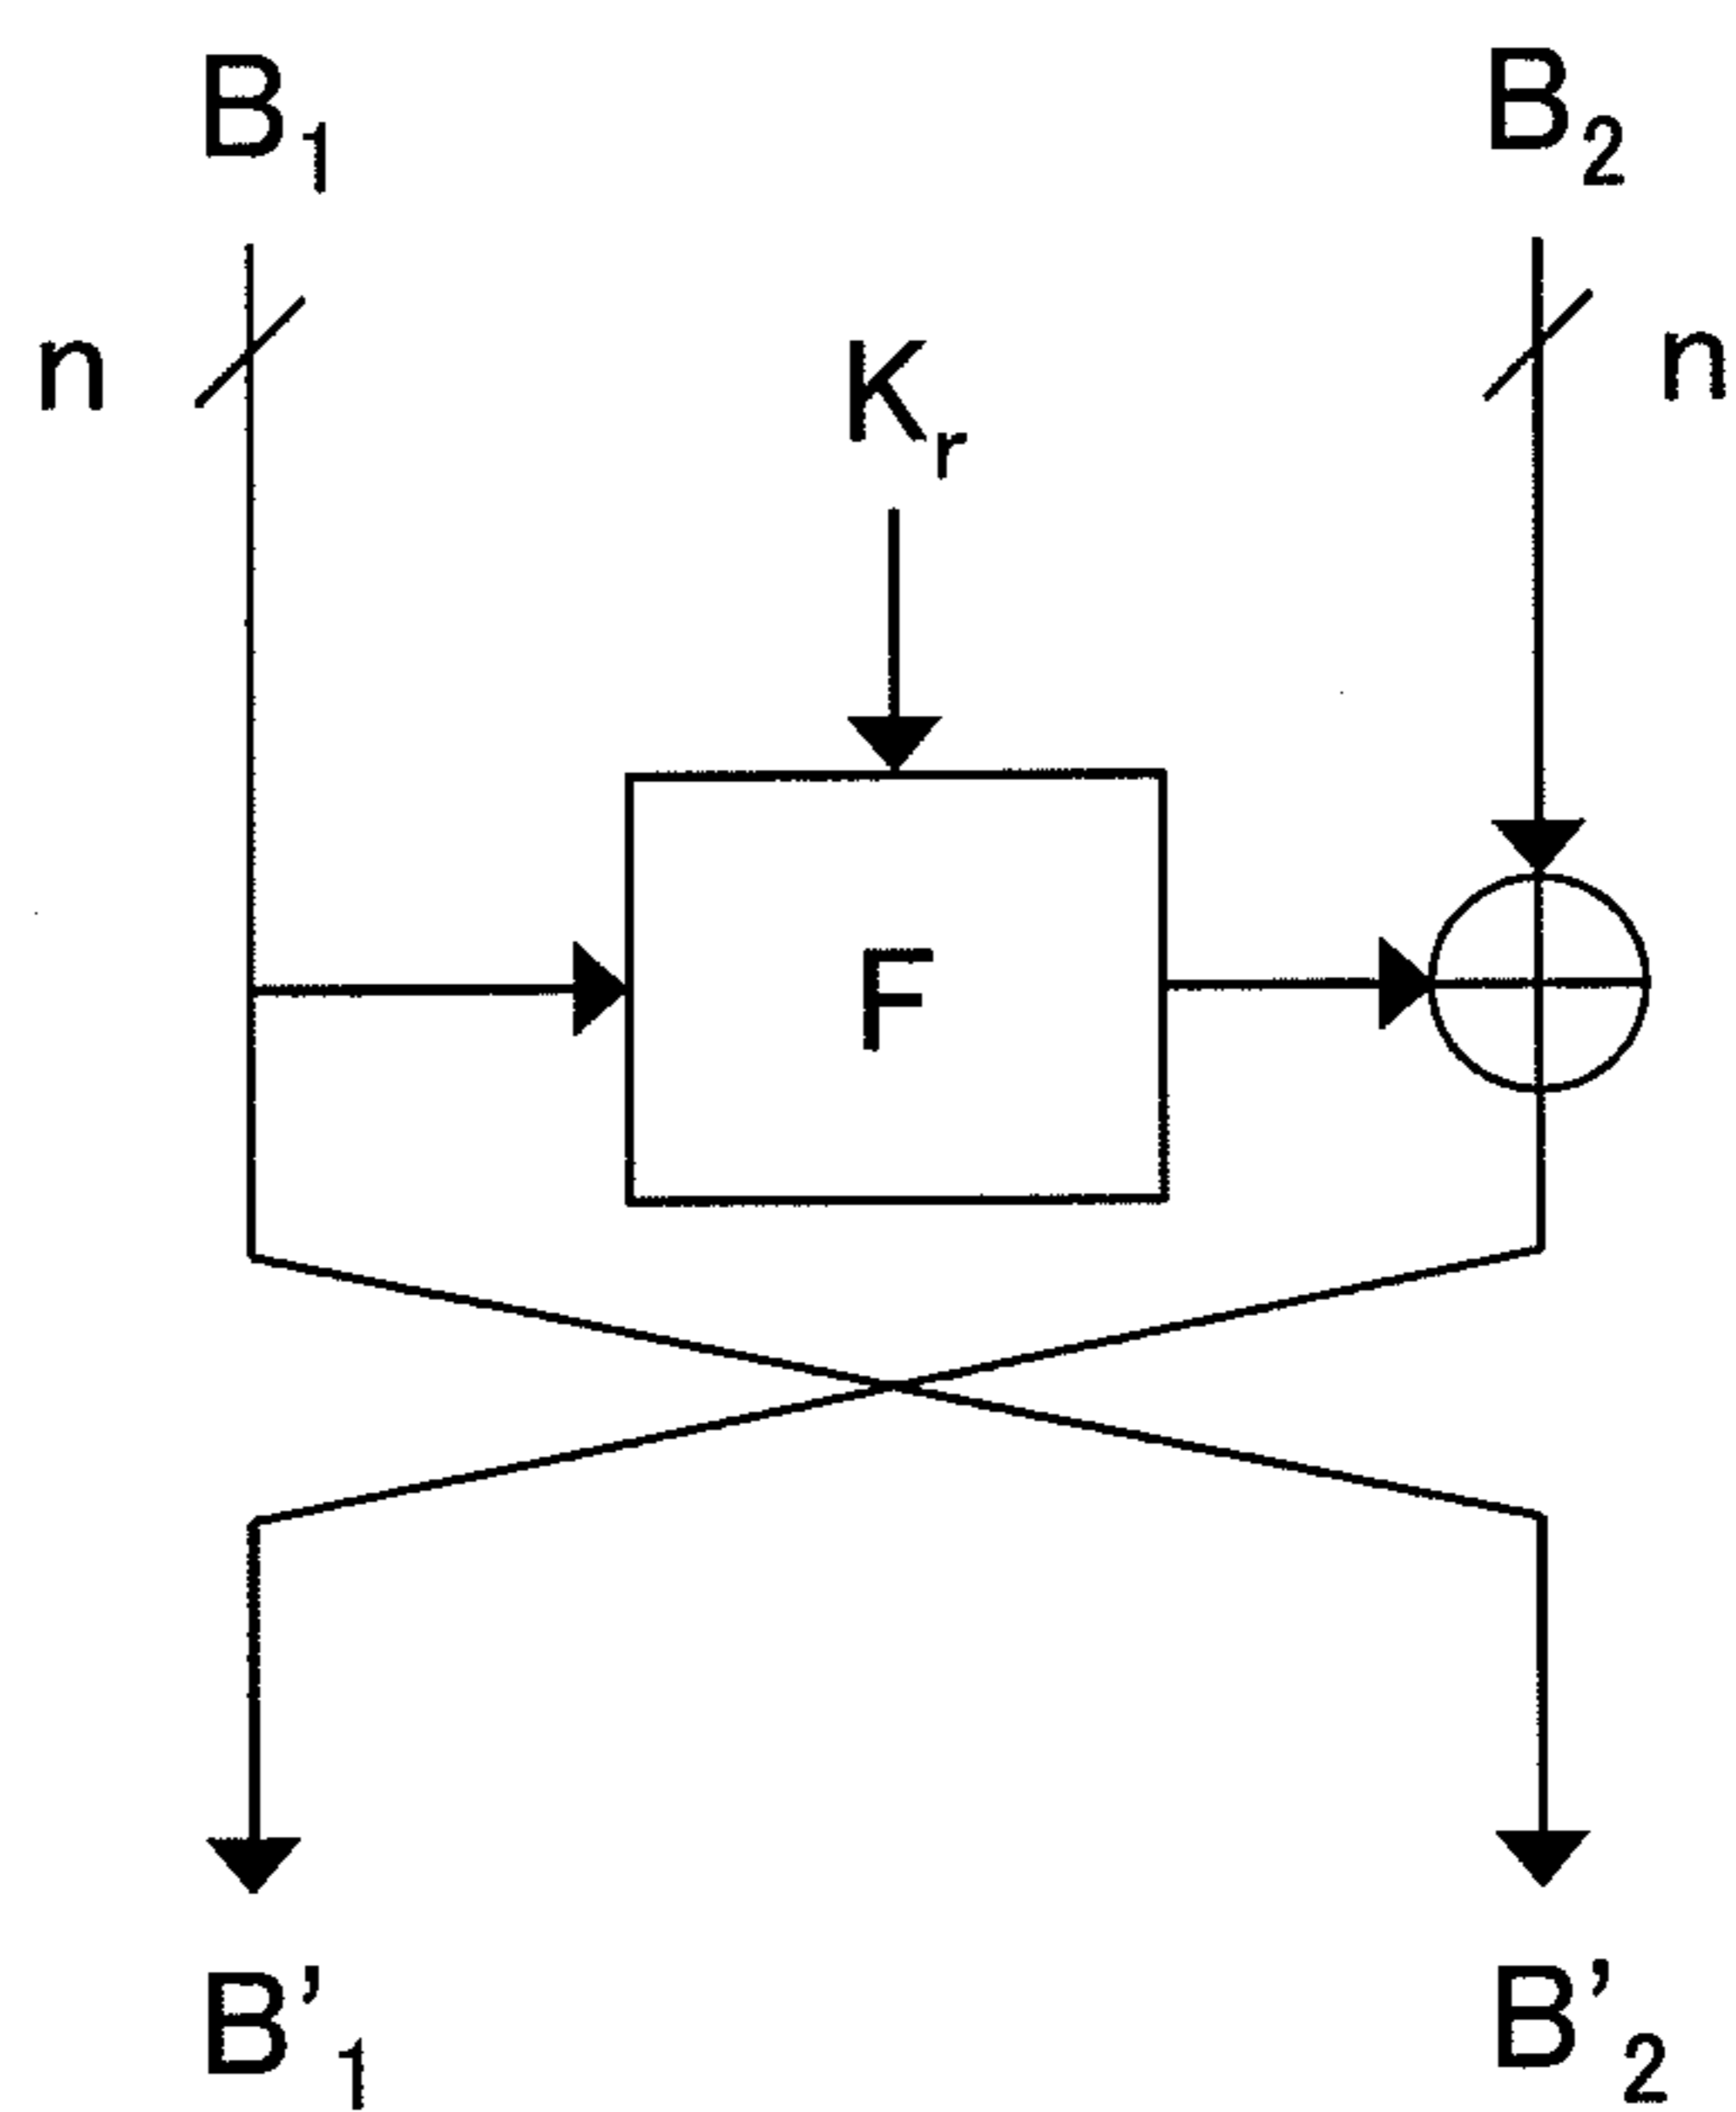 B₁ B₂
n n
Kᵣ
F
B'₁ B'₂